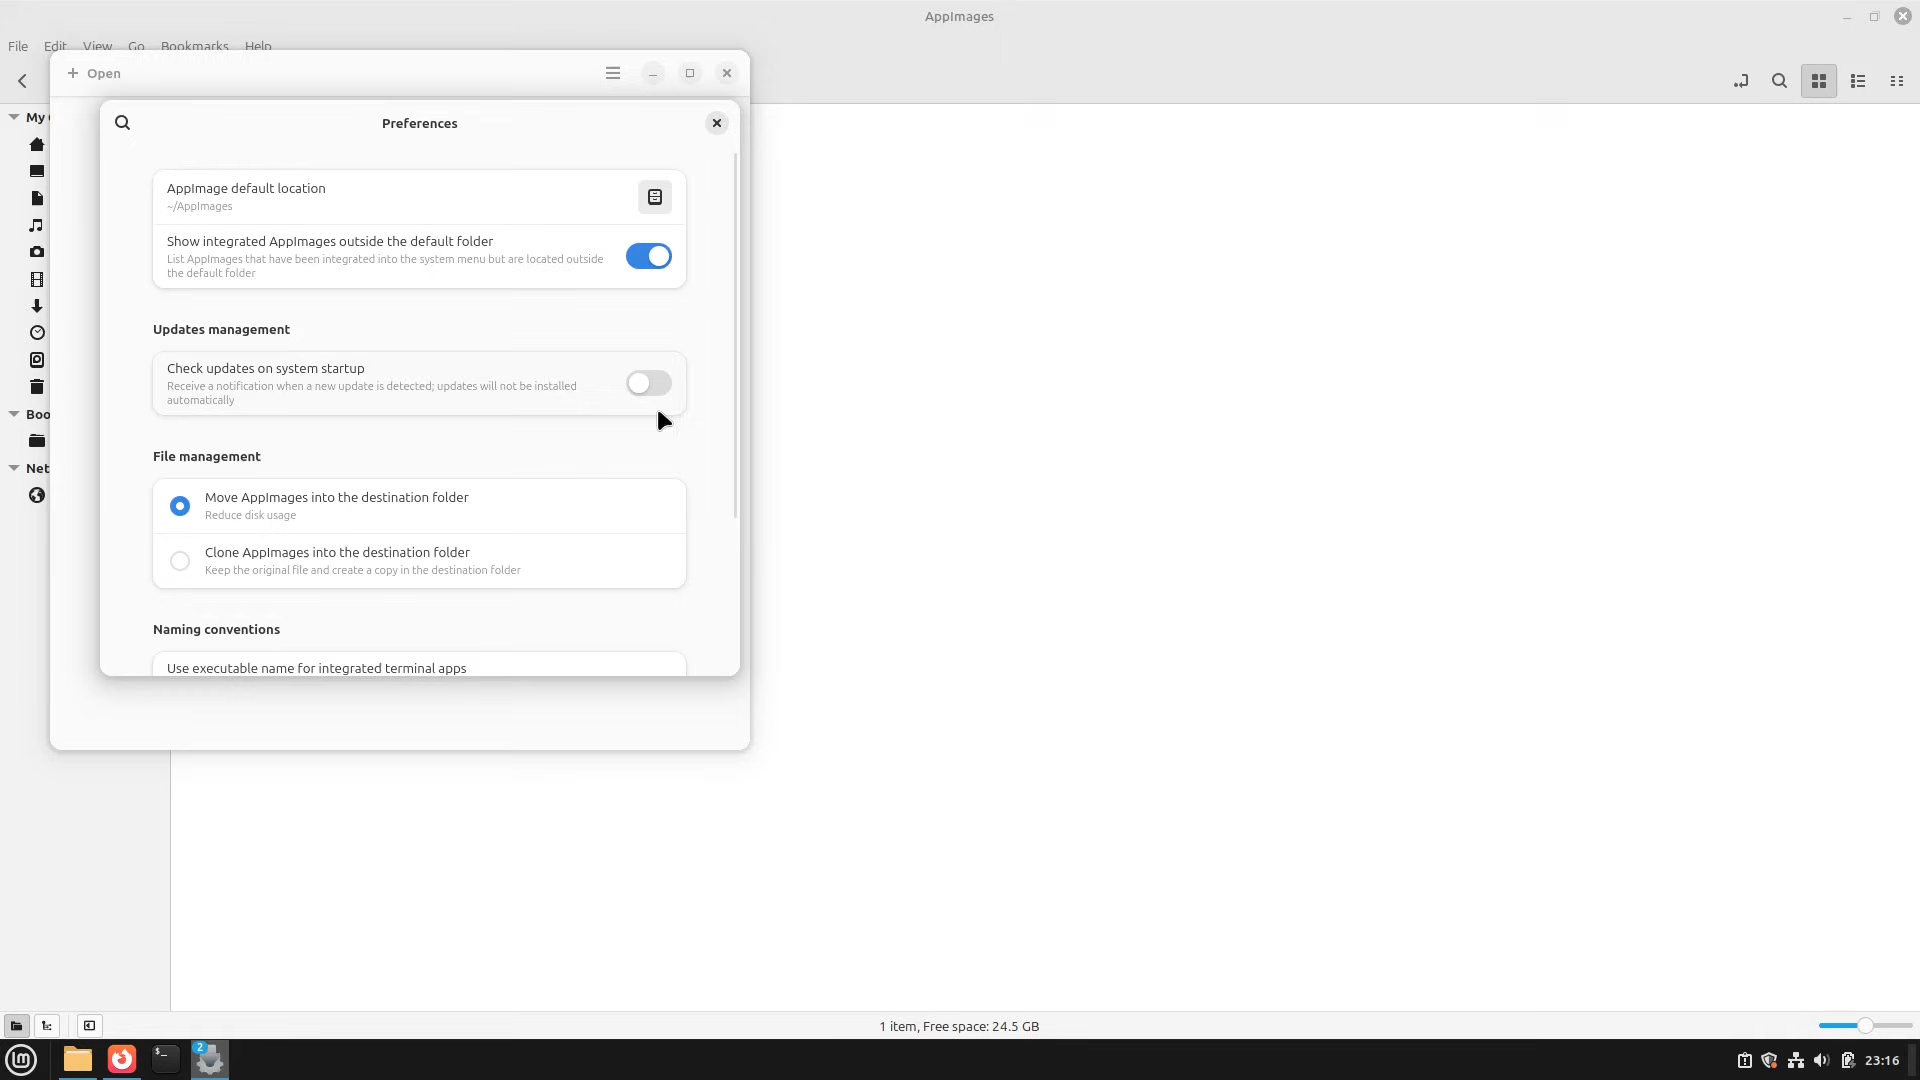 AppImages
File Edit View Go Bookmarks Help
Open
My
Boo
Net
Preferences
AppImage default location
~/AppImages
Show integrated AppImages outside the default folder
List AppImages that have been integrated into the system menu but are located outside
the default folder
Updates management
Check updates on system startup
Receive a notification when a new update is detected; updates will not be installed
automatically
File management
Move AppImages into the destination folder
Reduce disk usage
Clone AppImages into the destination folder
Keep the original file and create a copy in the destination folder
Naming conventions
Use executable name for integrated terminal apps
1 item, Free space: 24.5 GB
lm
$_
2
23:16